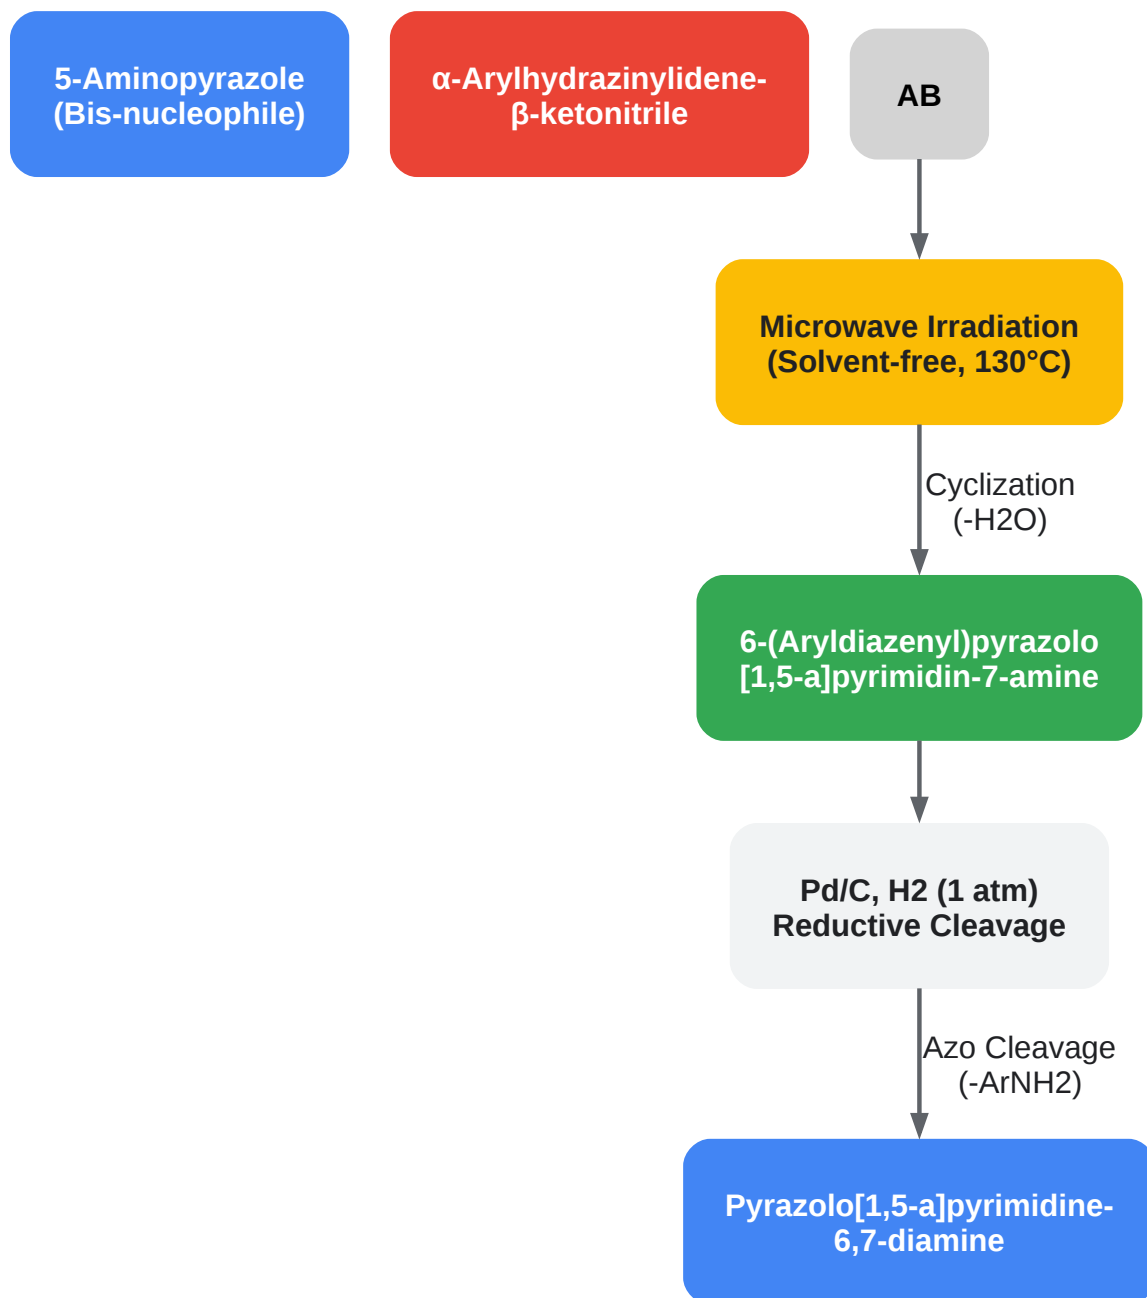 5-Aminopyrazole
(Bis-nucleophile)
α-Arylhydrazinylidene-
β-ketonitrile
AB
Microwave Irradiation
(Solvent-free, 130°C)
Cyclization
(-H2O)
6-(Aryldiazenyl)pyrazolo
[1,5-a]pyrimidin-7-amine
Pd/C, H2 (1 atm)
Reductive Cleavage
Azo Cleavage
(-ArNH2)
Pyrazolo[1,5-a]pyrimidine-
6,7-diamine